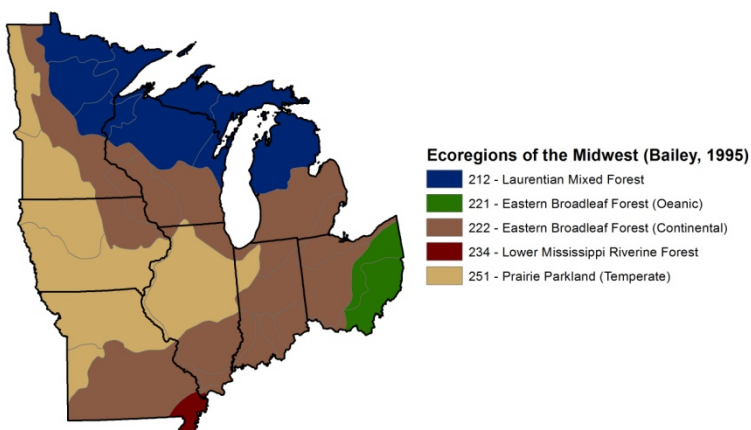 Ecoregions of the Midwest (Bailey, 1995)
212 - Laurentian Mixed Forest
221 - Eastern Broadleaf Forest (Oeanic)
222 - Eastern Broadleaf Forest (Continental)
234 - Lower Mississippi Riverine Forest
251 - Prairie Parkland (Temperate)